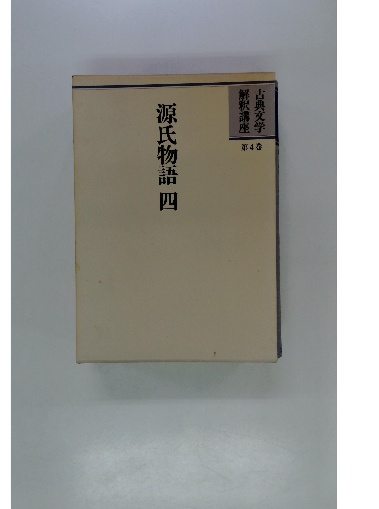 古典文学
解釈講座
第4巻
源氏物語 四